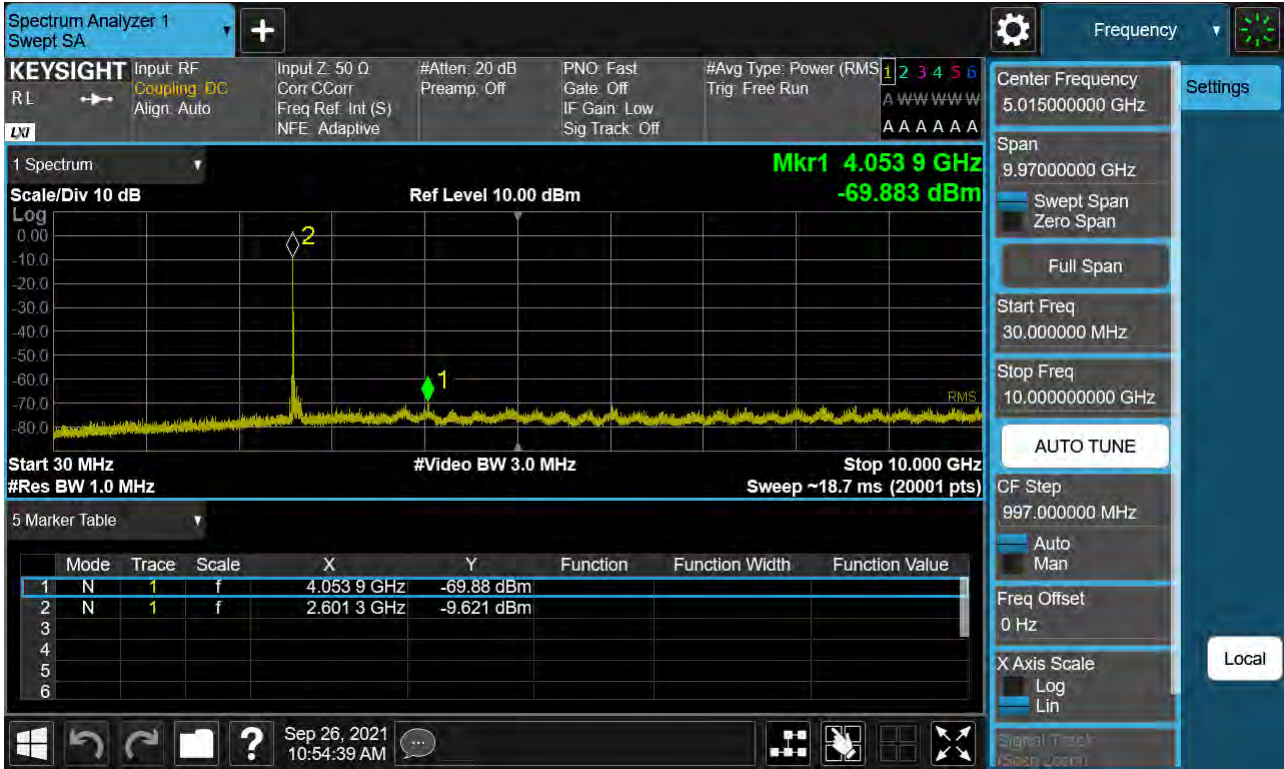 Spectrum Analyzer 1
Swept SA
Frequency
KEYSIGHT
RL
LXI
Input: RF
Coupling: DC
Align: Auto
Input Z: 50 Ω
Corr CCorr
Freq Ref: Int (S)
NFE: Adaptive
#Atten: 20 dB
Preamp: Off
PNO: Fast
Gate: Off
IF Gain: Low
Sig Track: Off
#Avg Type: Power (RMS
Trig: Free Run
1 2 3 4 5 6
A W W W W W
A A A A A A
1 Spectrum
Mkr1 4.053 9 GHz
Scale/Div 10 dB
Ref Level 10.00 dBm
-69.883 dBm
Log
0.00
-10.0
-20.0
-30.0
-40.0
-50.0
-60.0
-70.0
-80.0
2
1
RMS
Start 30 MHz
#Video BW 3.0 MHz
Stop 10.000 GHz
#Res BW 1.0 MHz
Sweep ~18.7 ms (20001 pts)
5 Marker Table
Mode Trace Scale X Y Function Function Width Function Value
1 N 1 f 4.053 9 GHz -69.88 dBm
2 N 1 f 2.601 3 GHz -9.621 dBm
3
4
5
6
Center Frequency
5.015000000 GHz
Settings
Span
9.97000000 GHz
Swept Span
Zero Span
Full Span
Start Freq
30.000000 MHz
Stop Freq
10.000000000 GHz
AUTO TUNE
CF Step
997.000000 MHz
Auto
Man
Freq Offset
0 Hz
X Axis Scale
Log
Lin
Local
Signal Track
(Span Zoom)
?
Sep 26, 2021
10:54:39 AM